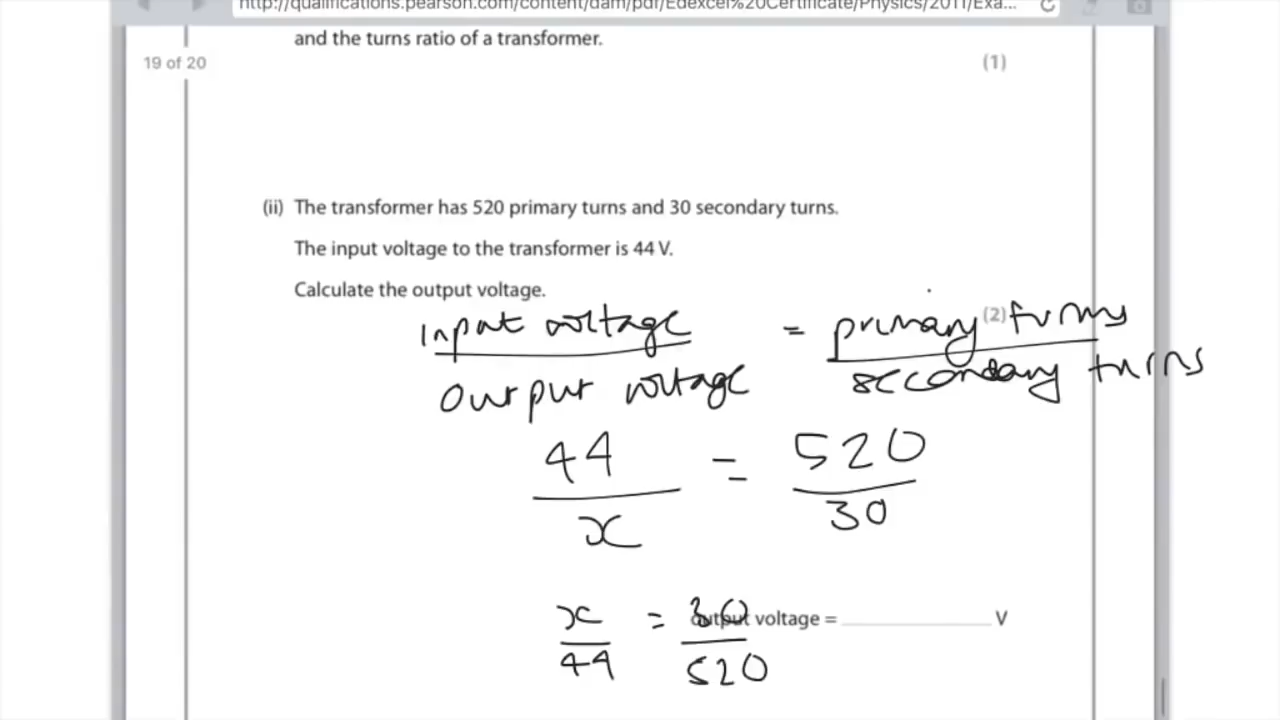 http://qualifications.pearson.com/content/dam/pdf/Edexcel%20Certificate/Physics/2011/Exa...
and the turns ratio of a transformer.
19 of 20
(1)
(ii) The transformer has 520 primary turns and 30 secondary turns.
The input voltage to the transformer is 44 V.
Calculate the output voltage.
(2)
Input voltage = primary turns
output voltage secondary turns
44 = 520
x 30
x = 30
44 520
output voltage = ____________ V